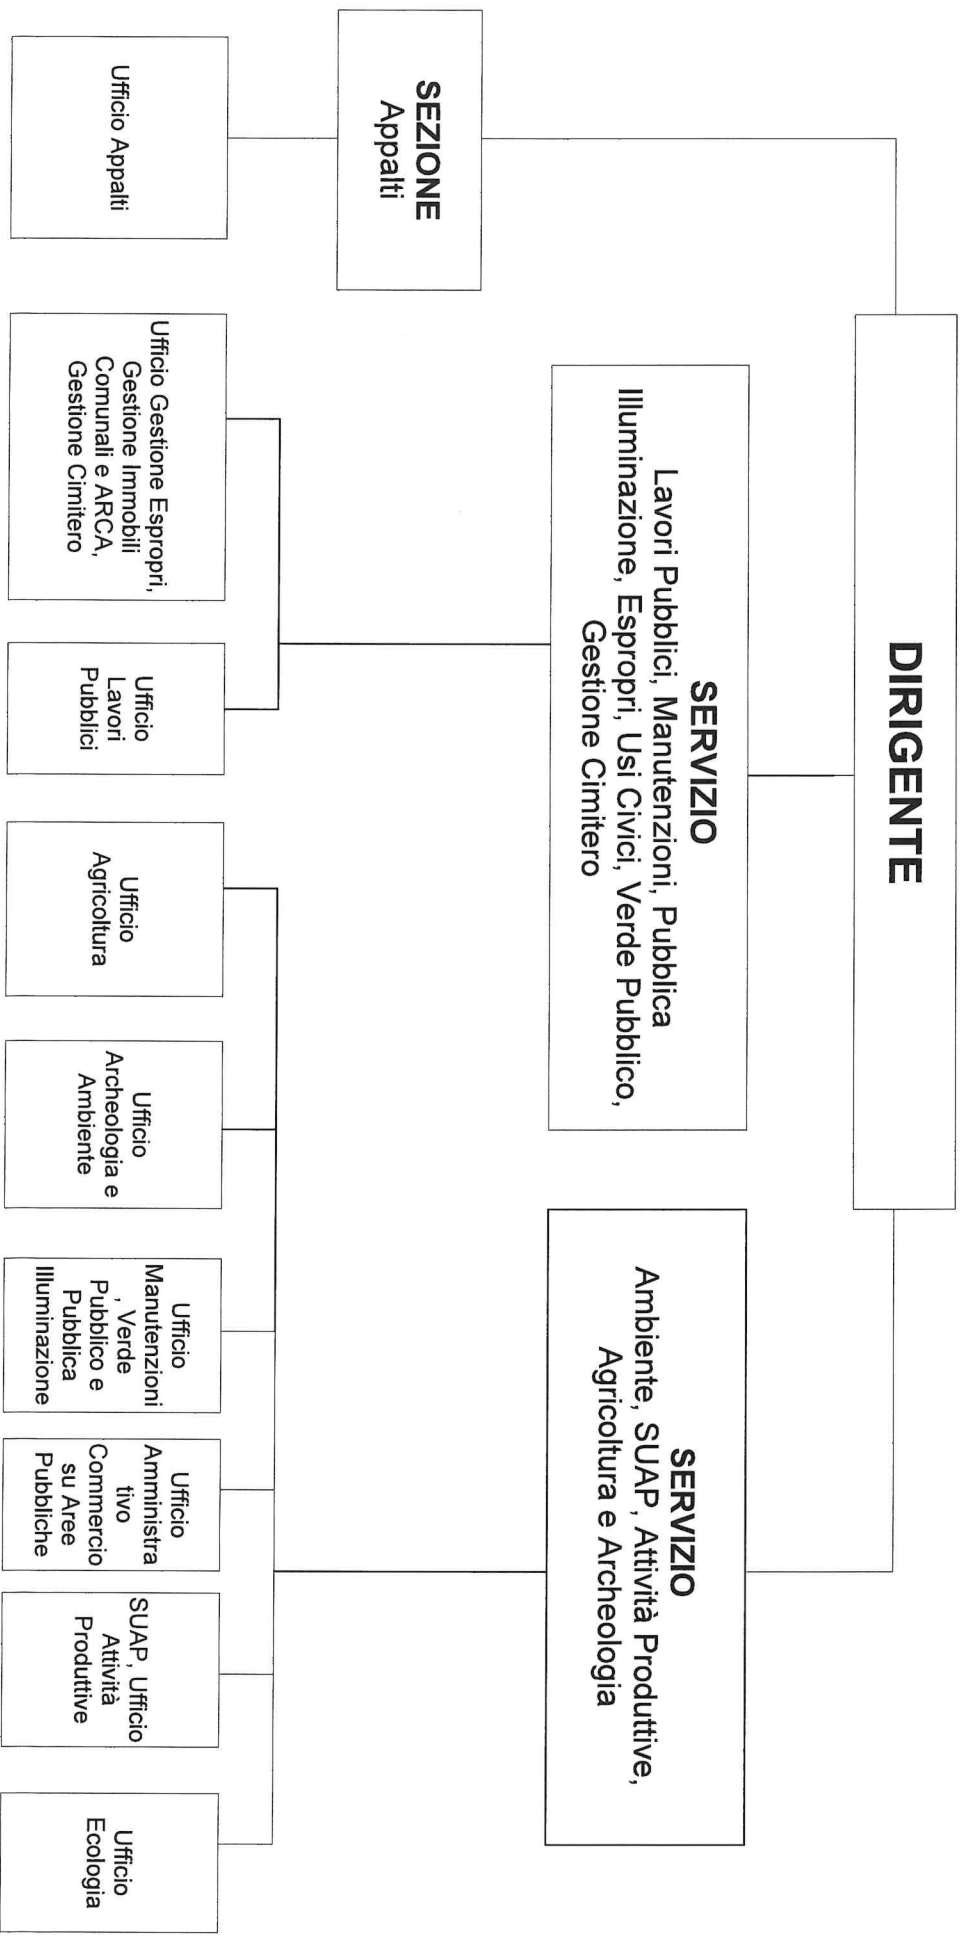 DIRIGENTE
SEZIONE
Appalti
SERVIZIO
Lavori Pubblici, Manutenzioni, Pubblica
Illuminazione, Espropri, Usi Civici, Verde Pubblico,
Gestione Cimitero
SERVIZIO
Ambiente, SUAP, Attività Produttive,
Agricoltura e Archeologia
Ufficio Appalti
Ufficio Gestione Espropri,
Gestione Immobili
Comunali e ARCA,
Gestione Cimitero
Ufficio
Lavori
Pubblici
Ufficio
Agricoltura
Ufficio
Archeologia e
Ambiente
Ufficio
Manutenzioni
, Verde
Pubblico e
Pubblica
Illuminazione
Ufficio
Amministra
tivo
Commercio
su Aree
Pubbliche
SUAP, Ufficio
Attività
Produttive
Ufficio
Ecologia